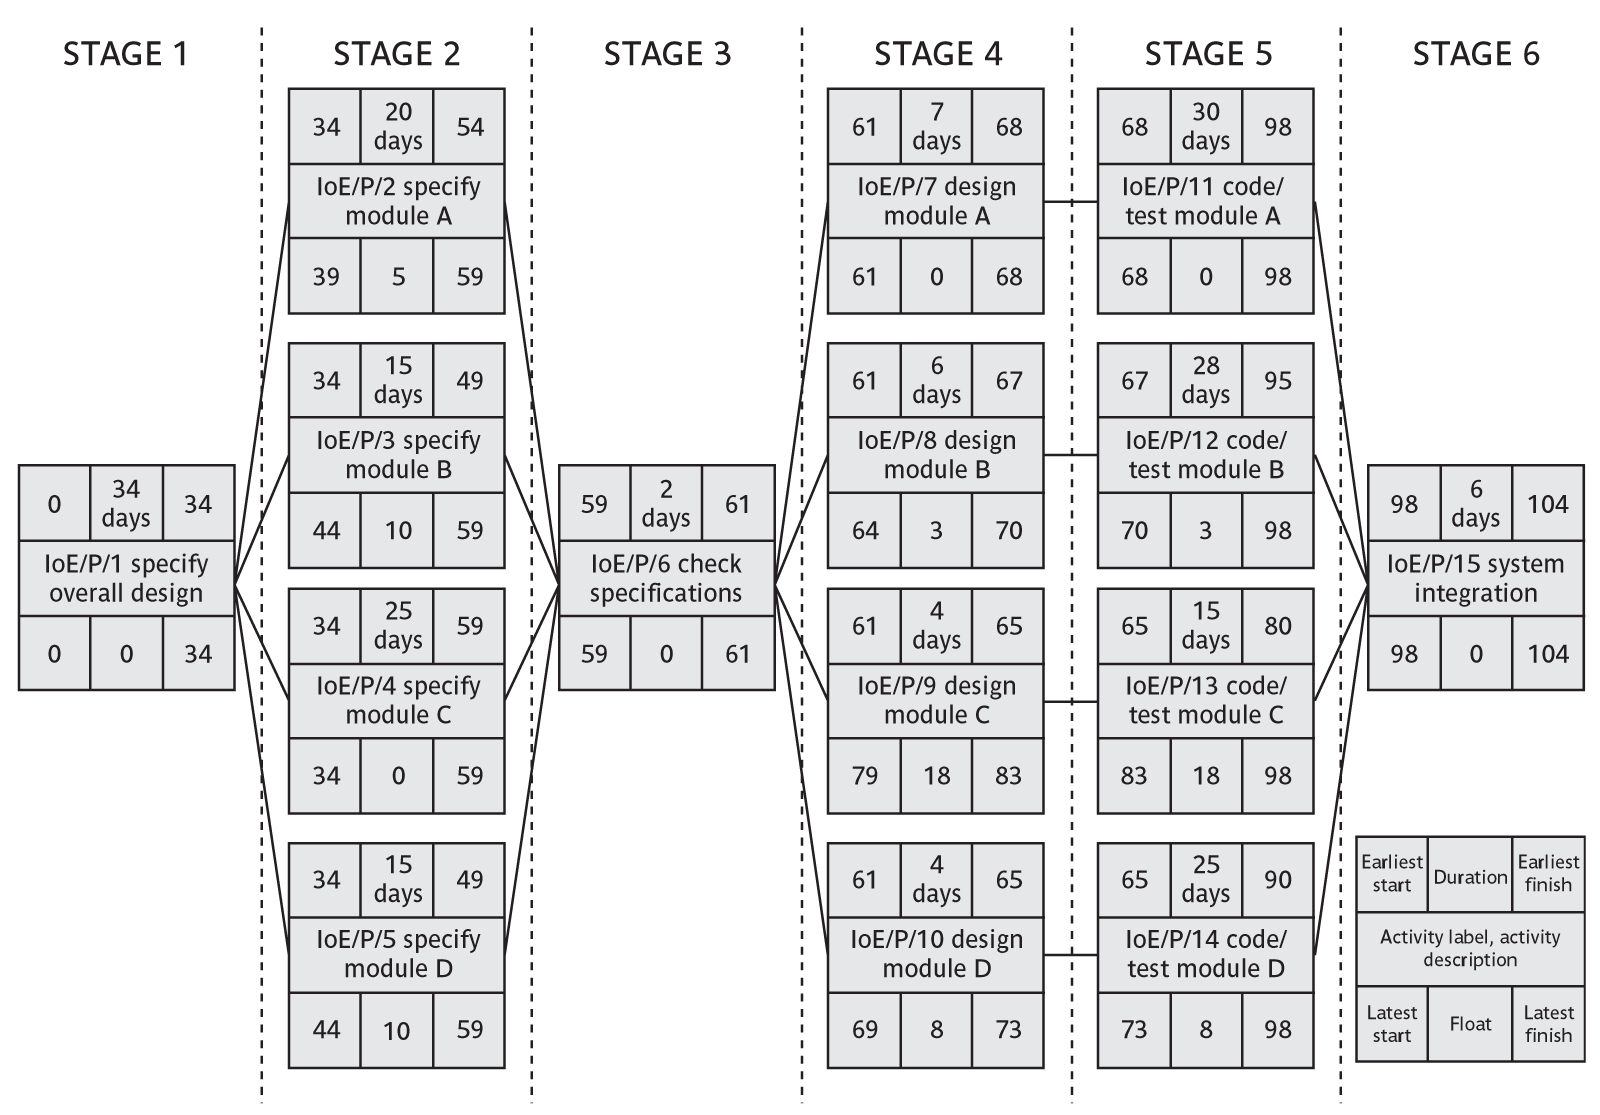 STAGE 1
STAGE 2
STAGE 3
STAGE 4
STAGE 5
STAGE 6
0
34
days
34
IoE/P/1 specify
overall design
0
0
34
34
20
days
54
IoE/P/2 specify
module A
39
5
59
34
15
days
49
IoE/P/3 specify
module B
44
10
59
34
25
days
59
IoE/P/4 specify
module C
34
0
59
34
15
days
49
IoE/P/5 specify
module D
44
10
59
59
2
days
61
IoE/P/6 check
specifications
59
0
61
61
7
days
68
IoE/P/7 design
module A
61
0
68
61
6
days
67
IoE/P/8 design
module B
64
3
70
61
4
days
65
IoE/P/9 design
module C
79
18
83
61
4
days
65
IoE/P/10 design
module D
69
8
73
68
30
days
98
IoE/P/11 code/
test module A
68
0
98
67
28
days
95
IoE/P/12 code/
test module B
70
3
98
65
15
days
80
IoE/P/13 code/
test module C
83
18
98
65
25
days
90
IoE/P/14 code/
test module D
73
8
98
98
6
days
104
IoE/P/15 system
integration
98
0
104
Earliest
start
Duration
Earliest
finish
Activity label, activity
description
Latest
start
Float
Latest
finish